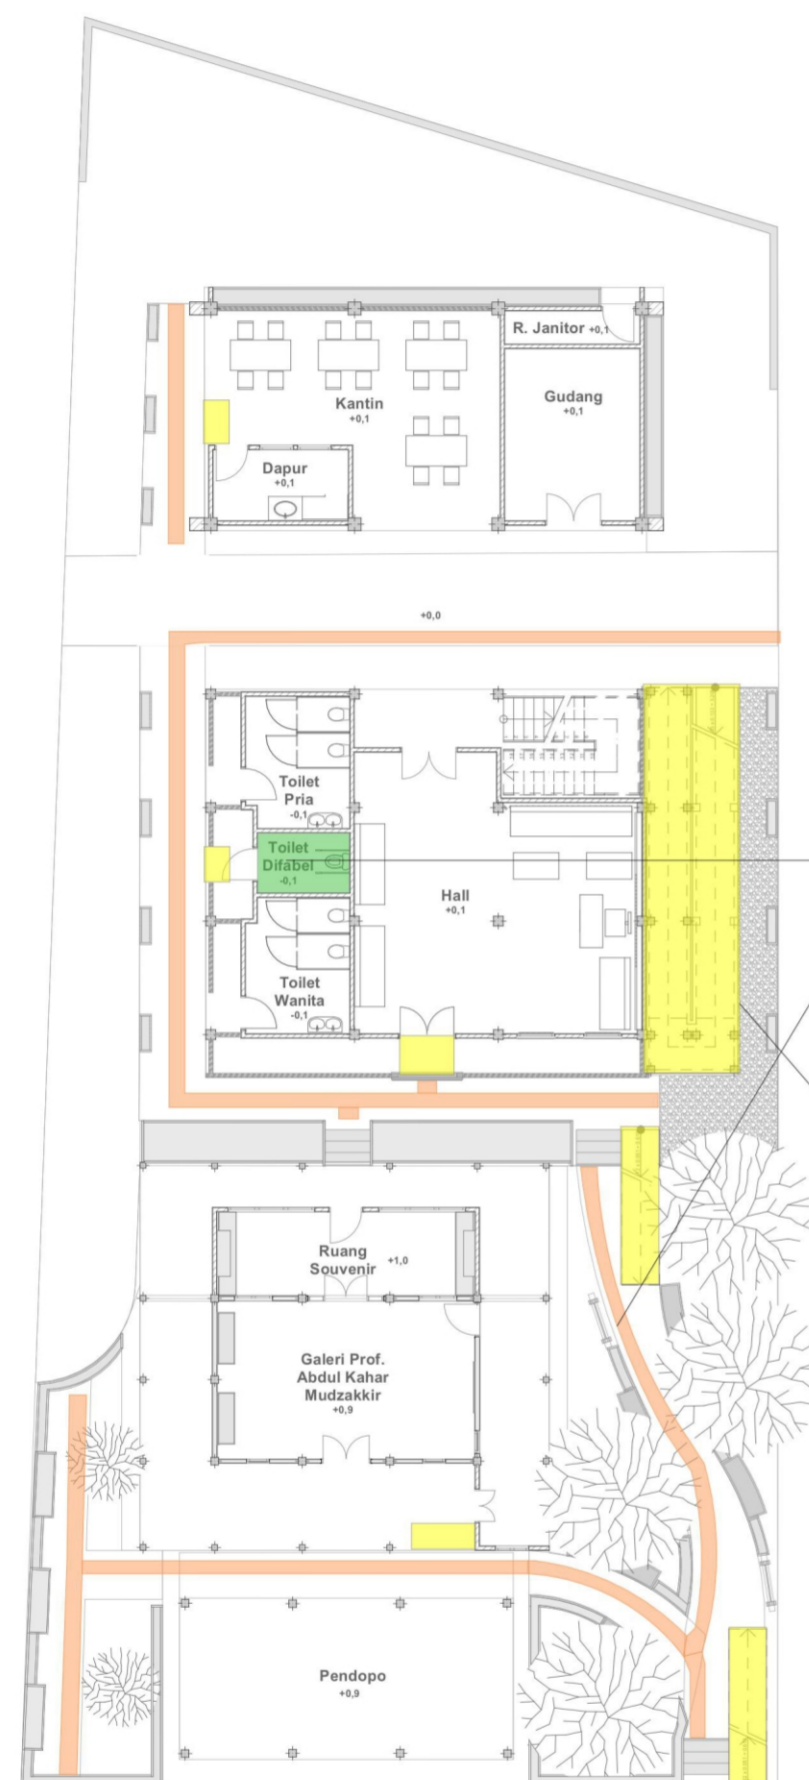 R. Janitor +0,1
Kantin
+0,1
Gudang
+0,1
Dapur
+0,1
+0,0
Toilet
Pria
-0,1
Toilet
Difabel
-0,1
Hall
+0,1
Toilet
Wanita
-0,1
Ruang
Souvenir
+1,0
Galeri Prof.
Abdul Kahar
Mudzakkir
+0,9
Pendopo
+0,9